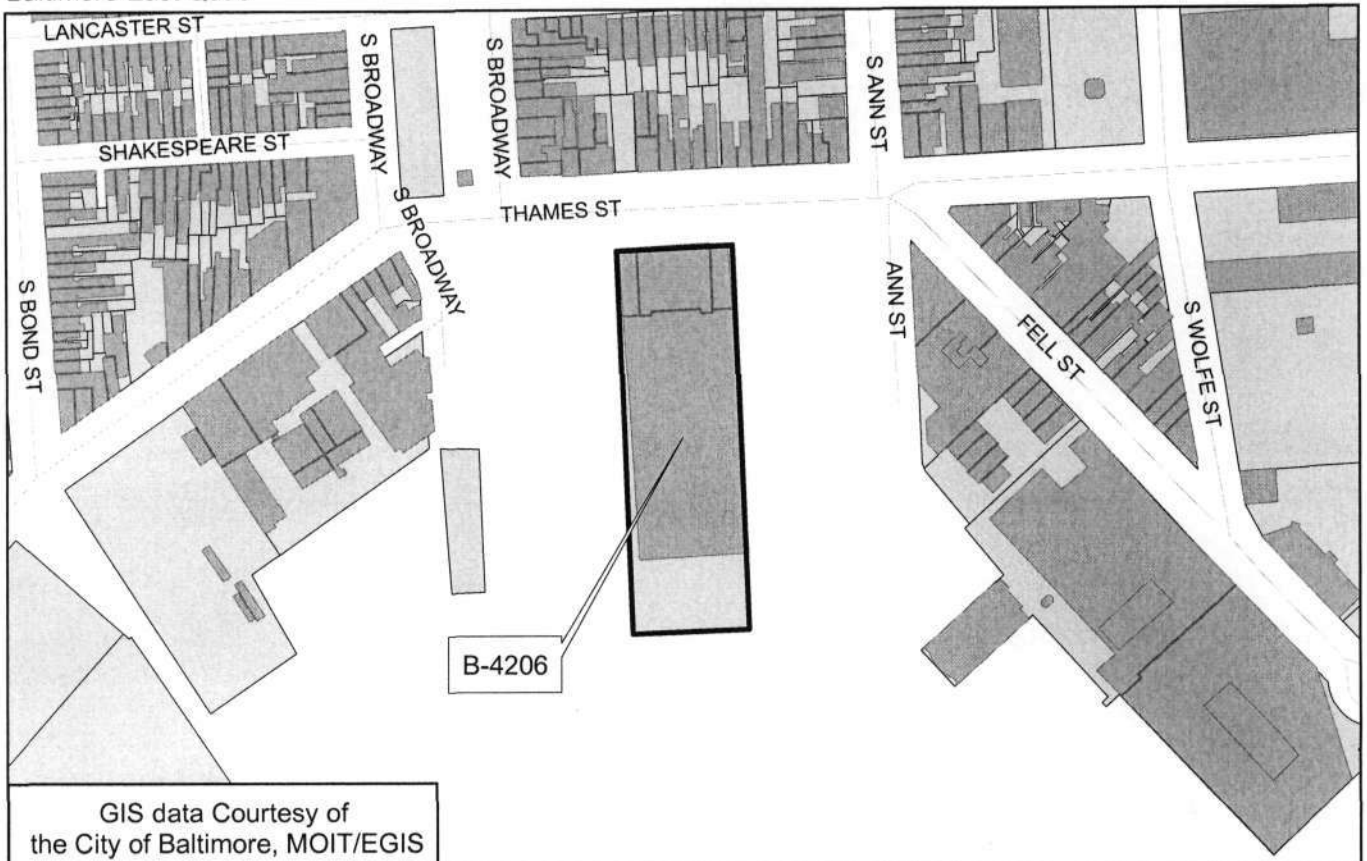 LANCASTER ST
S BROADWAY
S BROADWAY
S ANN ST
SHAKESPEARE ST
S BROADWAY
THAMES ST
S BOND ST
ANN ST
FELL ST
S WOLFE ST
B-4206
GIS data Courtesy of
the City of Baltimore, MOIT/EGIS